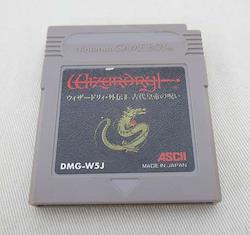 Nintendo GAME BOY
Wizardry
ウィザードリィ・外伝II 古代皇帝の呪い
ASCII
DMG-W5J
MADE IN JAPAN